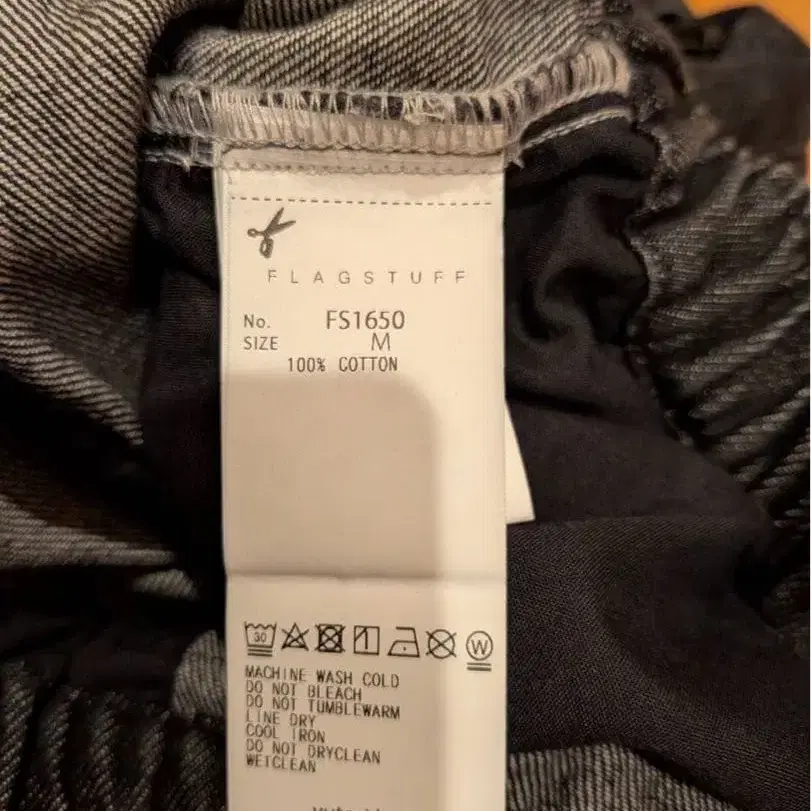 FLAGSTUFF
No. FS1650
SIZE M
100% COTTON
30 W
MACHINE WASH COLD
DO NOT BLEACH
DO NOT TUMBLEWARM
LINE DRY
COOL IRON
DO NOT DRYCLEAN
WETCLEAN